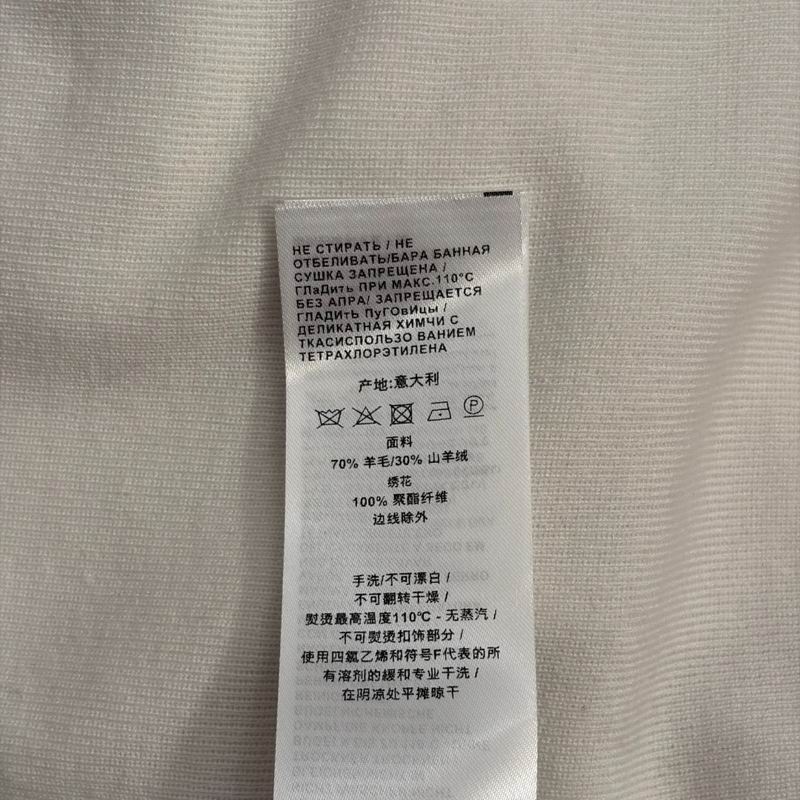 НЕ СТИРАТЬ / НЕ
ОТБЕЛИВАТЬ/БАРА БАННАЯ
СУШКА ЗАПРЕЩЕНА /
ГЛаДить ПРИ МАКС.110°С
БЕЗ АПРА/ ЗАПРЕЩАЕТСЯ
ГЛАДИтЬ ПуГОвИцы /
ДЕЛИКАТНАЯ ХИМЧИ С
ТКАСИСПОЛЬЗО ВАНИЕМ
ТЕТРАХЛОРЭТИЛЕНА
产地:意大利
P
面料
70% 羊毛/30% 山羊绒
绣花
100% 聚酯纤维
边线除外
手洗/不可漂白 /
不可翻转干燥 /
熨烫最高温度110℃ - 无蒸汽 /
不可熨烫扣饰部分 /
使用四氯乙烯和符号F代表的所
有溶剂的緩和专业干洗 /
在阴凉处平摊晾干